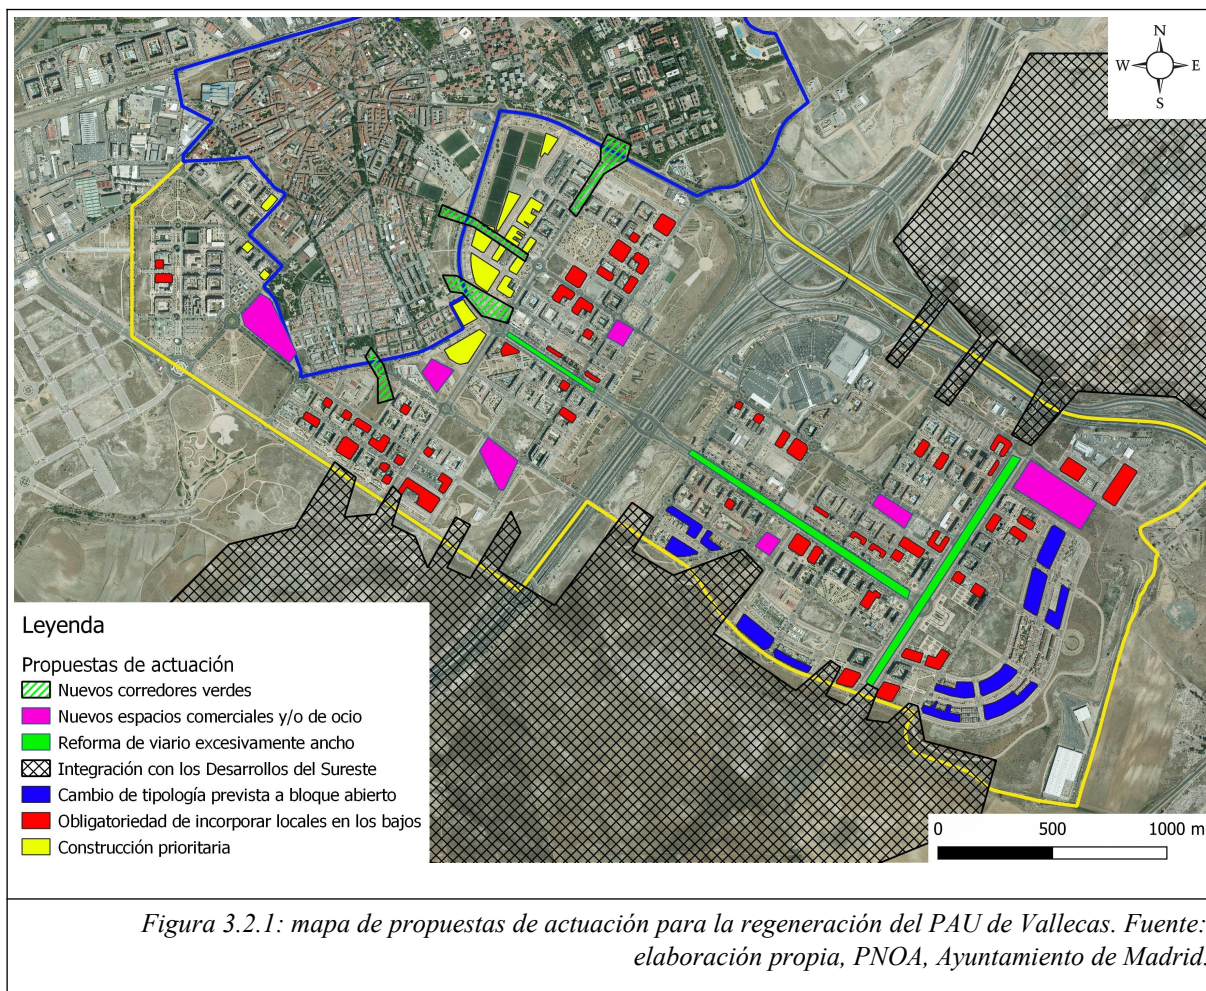 N
W E
S
Leyenda
Propuestas de actuación
Nuevos corredores verdes
Nuevos espacios comerciales y/o de ocio
Reforma de viario excesivamente ancho
Integración con los Desarrollos del Sureste
Cambio de tipología prevista a bloque abierto
Obligatoriedad de incorporar locales en los bajos
Construcción prioritaria
0 500 1000 m
Figura 3.2.1: mapa de propuestas de actuación para la regeneración del PAU de Vallecas. Fuente:
elaboración propia, PNOA, Ayuntamiento de Madrid.